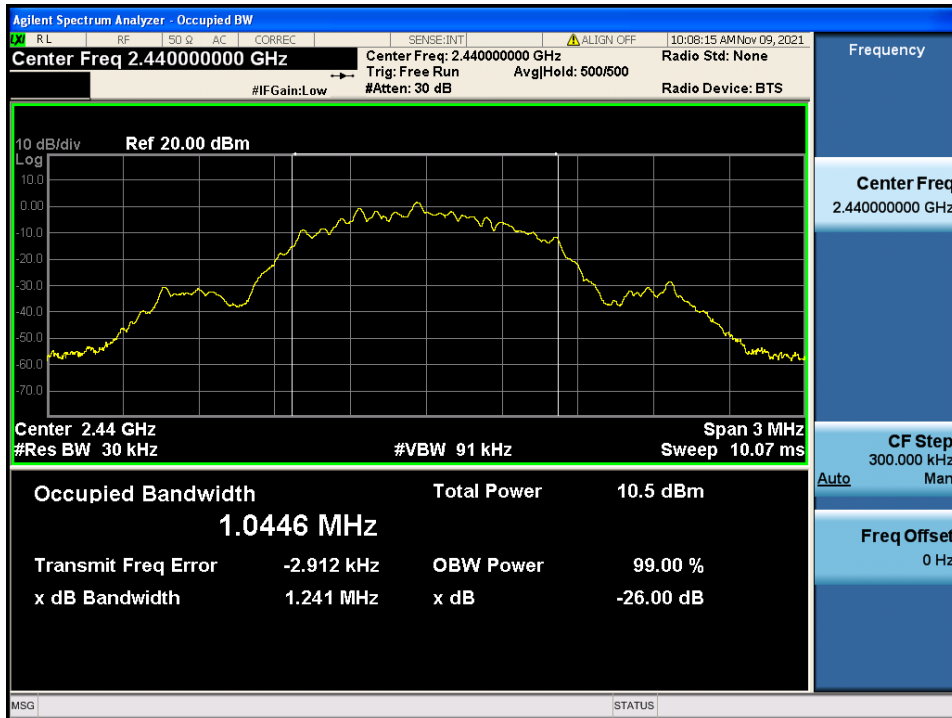 Agilent Spectrum Analyzer - Occupied BW
LXI RL RF 50 Ω AC CORREC SENSE:INT ALIGN OFF 10:08:15 AM Nov 09, 2021
Center Freq 2.440000000 GHz
Center Freq: 2.440000000 GHz
Radio Std: None
Trig: Free Run Avg|Hold: 500/500
#IFGain:Low
#Atten: 30 dB
Radio Device: BTS
10 dB/div Ref 20.00 dBm
Log
10.0
0.00
-10.0
-20.0
-30.0
-40.0
-50.0
-60.0
-70.0
Center 2.44 GHz Span 3 MHz
#Res BW 30 kHz #VBW 91 kHz Sweep 10.07 ms
Occupied Bandwidth Total Power 10.5 dBm
1.0446 MHz
Transmit Freq Error -2.912 kHz OBW Power 99.00 %
x dB Bandwidth 1.241 MHz x dB -26.00 dB
Frequency
Center Freq
2.440000000 GHz
CF Step
300.000 kHz
Auto Man
Freq Offset
0 Hz
MSG STATUS